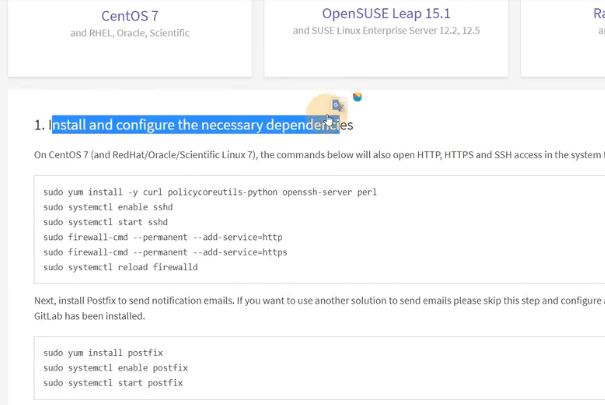 CentOS 7
and RHEL, Oracle, Scientific
OpenSUSE Leap 15.1
and SUSE Linux Enterprise Server 12.2, 12.5
1. Install and configure the necessary dependencies
On CentOS 7 (and RedHat/Oracle/Scientific Linux 7), the commands below will also open HTTP, HTTPS and SSH access in the system
sudo yum install -y curl policycoreutils-python openssh-server perl
sudo systemctl enable sshd
sudo systemctl start sshd
sudo firewall-cmd --permanent --add-service=http
sudo firewall-cmd --permanent --add-service=https
sudo systemctl reload firewalld
Next, install Postfix to send notification emails. If you want to use another solution to send emails please skip this step and configure
GitLab has been installed.
sudo yum install postfix
sudo systemctl enable postfix
sudo systemctl start postfix